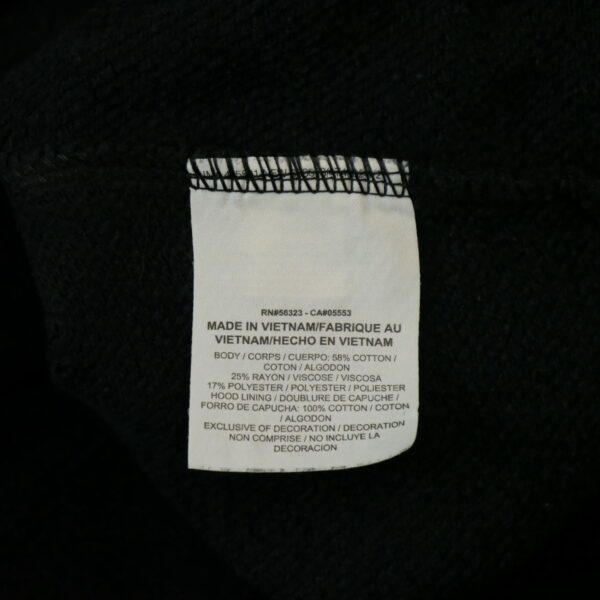 RN#56323 - CA#05553
MADE IN VIETNAM/FABRIQUE AU
VIETNAM/HECHO EN VIETNAM
BODY / CORPS / CUERPO: 58% COTTON /
COTON / ALGODON
25% RAYON / VISCOSE / VISCOSA
17% POLYESTER / POLYESTER / POLIESTER
HOOD LINING / DOUBLURE DE CAPUCHE /
FORRO DE CAPUCHA: 100% COTTON / COTON
/ ALGODON
EXCLUSIVE OF DECORATION / DECORATION
NON COMPRISE / NO INCLUYE LA
DECORACION